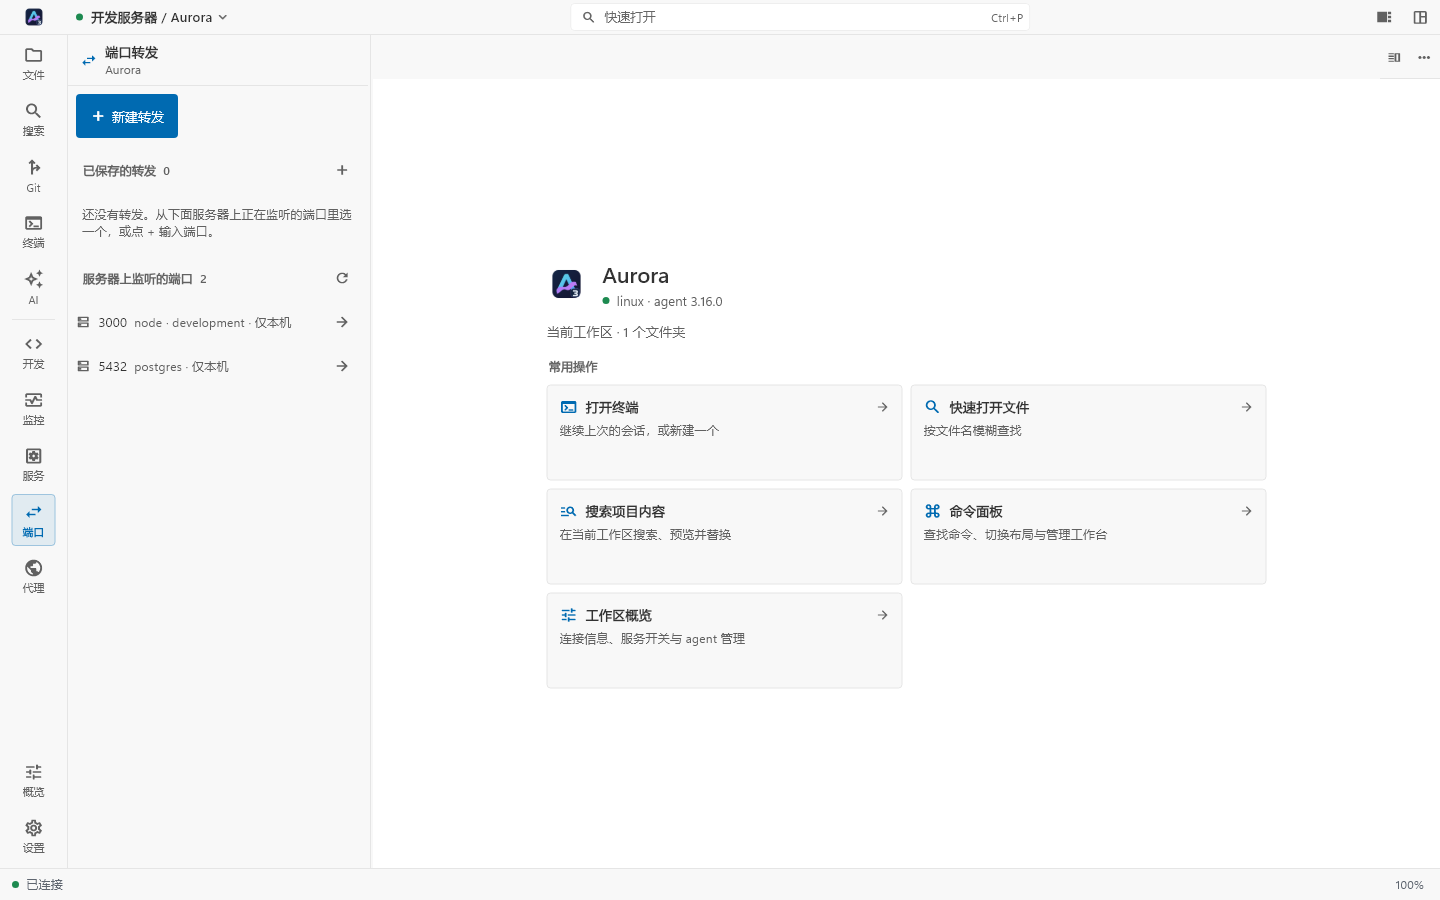 开发服务器 / Aurora
快速打开
Ctrl+P
文件
搜索
Git
终端
AI
开发
监控
服务
端口
代理
概览
设置
端口转发
Aurora
+ 新建转发
已保存的转发 0
还没有转发。从下面服务器上正在监听的端口里选
一个，或点 + 输入端口。
服务器上监听的端口 2
3000 node · development · 仅本机
5432 postgres · 仅本机
Aurora
linux · agent 3.16.0
当前工作区 · 1 个文件夹
常用操作
打开终端
继续上次的会话，或新建一个
快速打开文件
按文件名模糊查找
搜索项目内容
在当前工作区搜索、预览并替换
命令面板
查找命令、切换布局与管理工作台
工作区概览
连接信息、服务开关与 agent 管理
已连接
100%